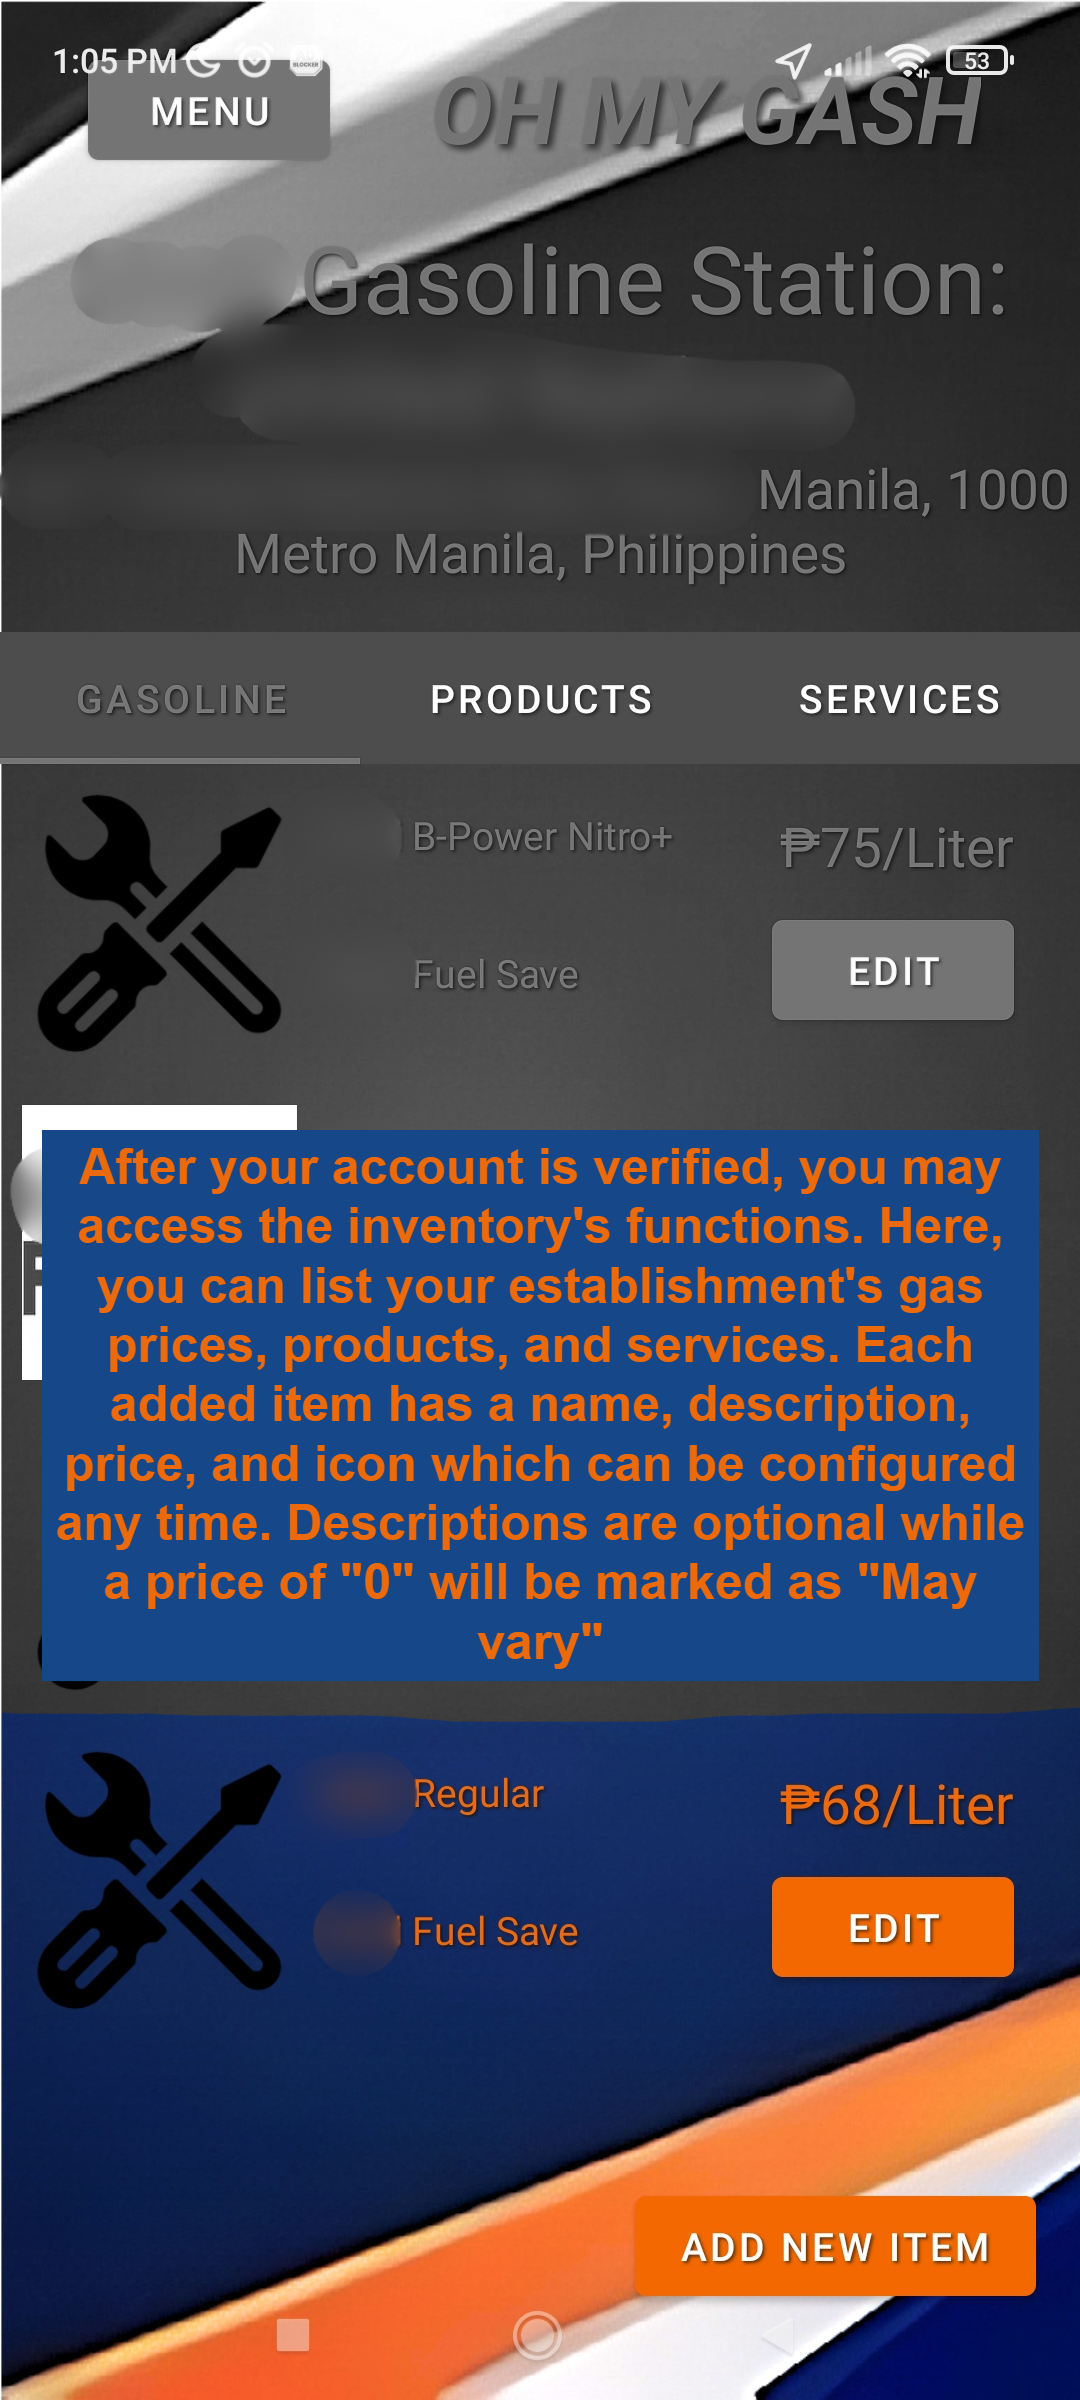 1:05 PM
53
MENU
OH MY GASH
Gasoline Station:
Manila, 1000
Metro Manila, Philippines
GASOLINE
PRODUCTS
SERVICES
B-Power Nitro+
₱75/Liter
Fuel Save
EDIT
After your account is verified, you may
access the inventory's functions. Here,
you can list your establishment's gas
prices, products, and services. Each
added item has a name, description,
price, and icon which can be configured
any time. Descriptions are optional while
a price of "0" will be marked as "May
vary"
Regular
₱68/Liter
Fuel Save
EDIT
ADD NEW ITEM